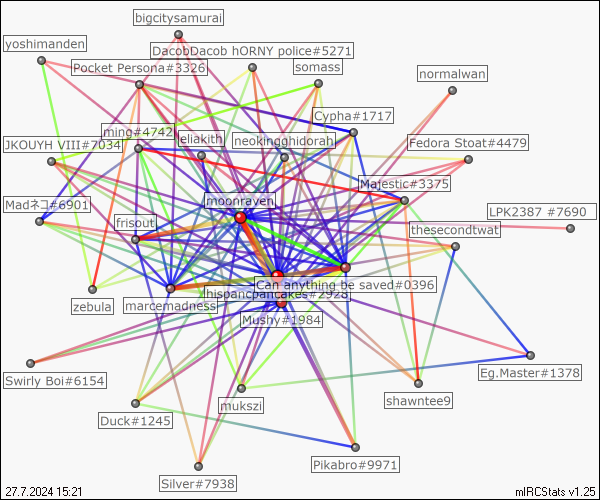 bigcitysamurai
yoshimanden
DacobDacob hORNY police#5271
Pocket Persona#3326
somass
normalwan
Cypha#1717
ming#4742
eliakith
neokingghidorah
Fedora Stoat#4479
JKOUYH VIII#7034
Majestic#3375
moonraven
Madネコ#6901
LPK2387 #7690
frisout
thesecondtwat
Can anything be saved#0396
hispancpancakes#2928
zebula
marcemadness
Mushy#1984
Swirly Boi#6154
Eg.Master#1378
shawntee9
mukszi
Duck#1245
Pikabro#9971
Silver#7938
27.7.2024 15:21
mIRCStats v1.25